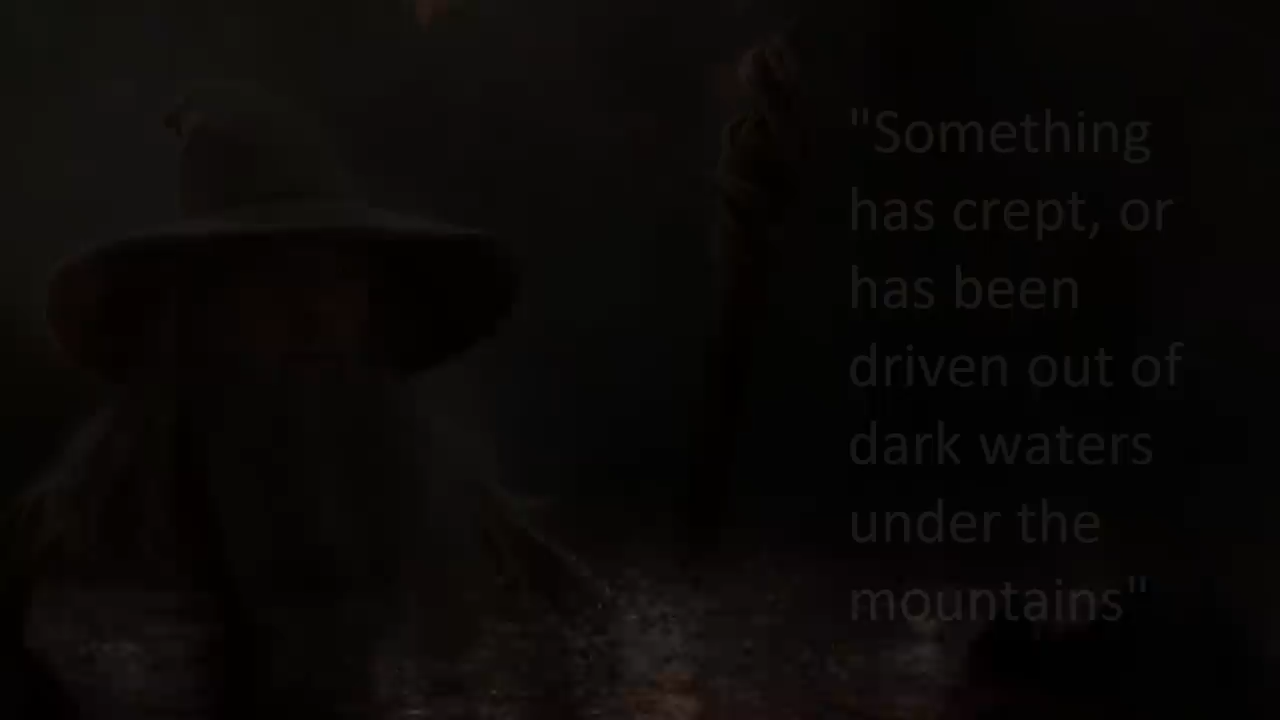 "Something
has crept, or
has been
driven out of
dark waters
under the
mountains"